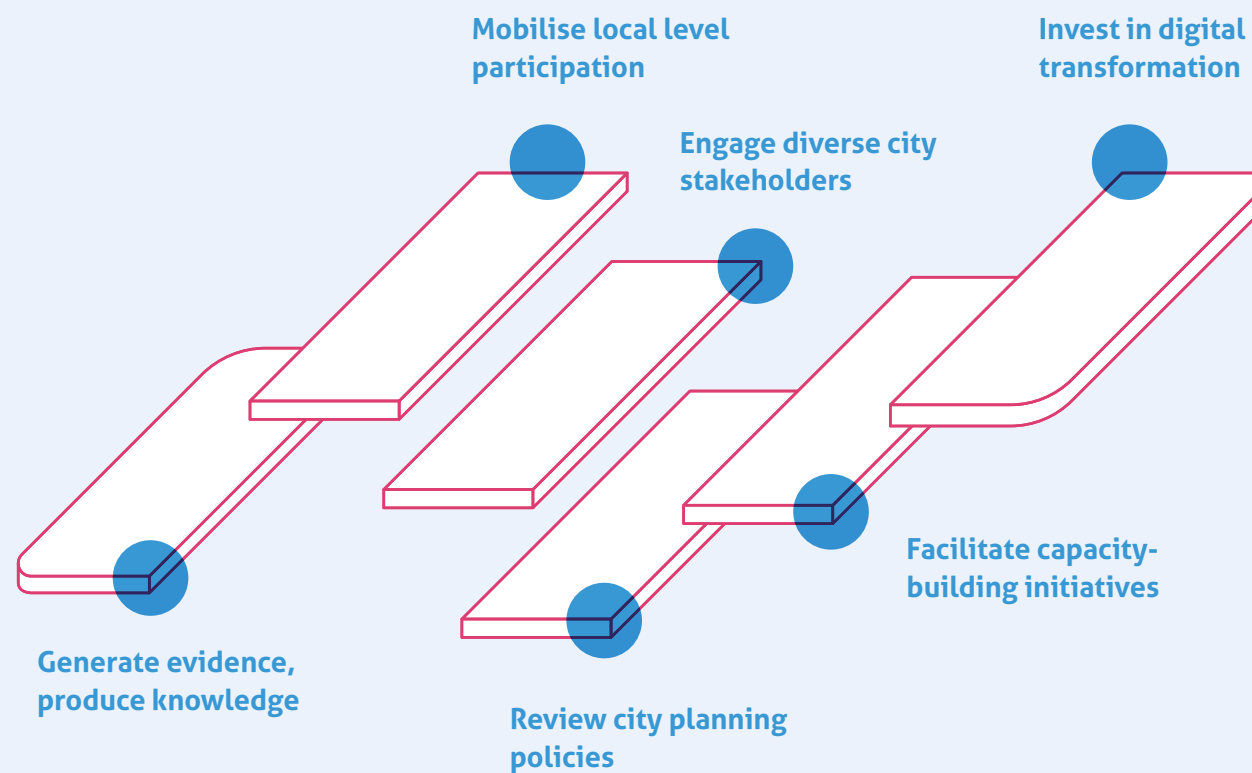 Mobilise local level
participation
Invest in digital
transformation
Engage diverse city
stakeholders
Facilitate capacity-
building initiatives
Generate evidence,
produce knowledge
Review city planning
policies